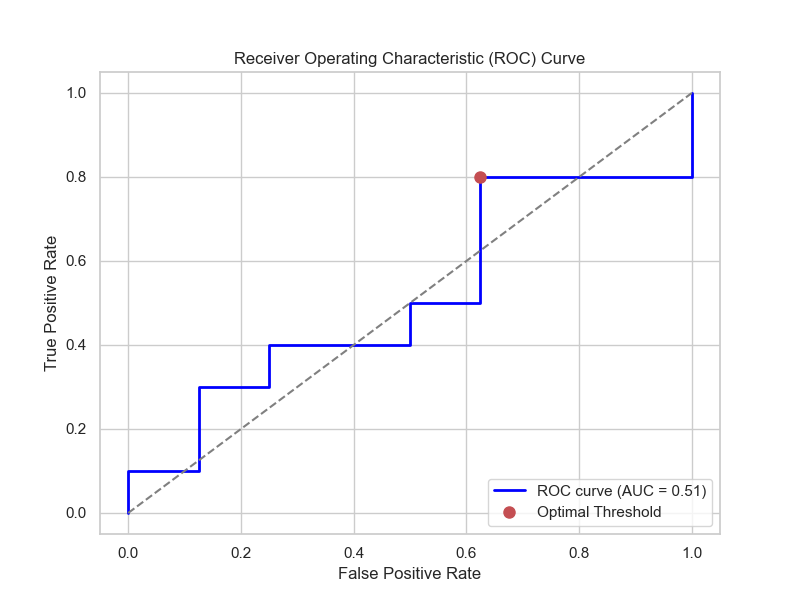 Receiver Operating Characteristic (ROC) Curve
True Positive Rate
1.0
0.8
0.6
0.4
0.2
0.0
ROC curve (AUC = 0.51)
Optimal Threshold
0.0 0.2 0.4 0.6 0.8 1.0
False Positive Rate